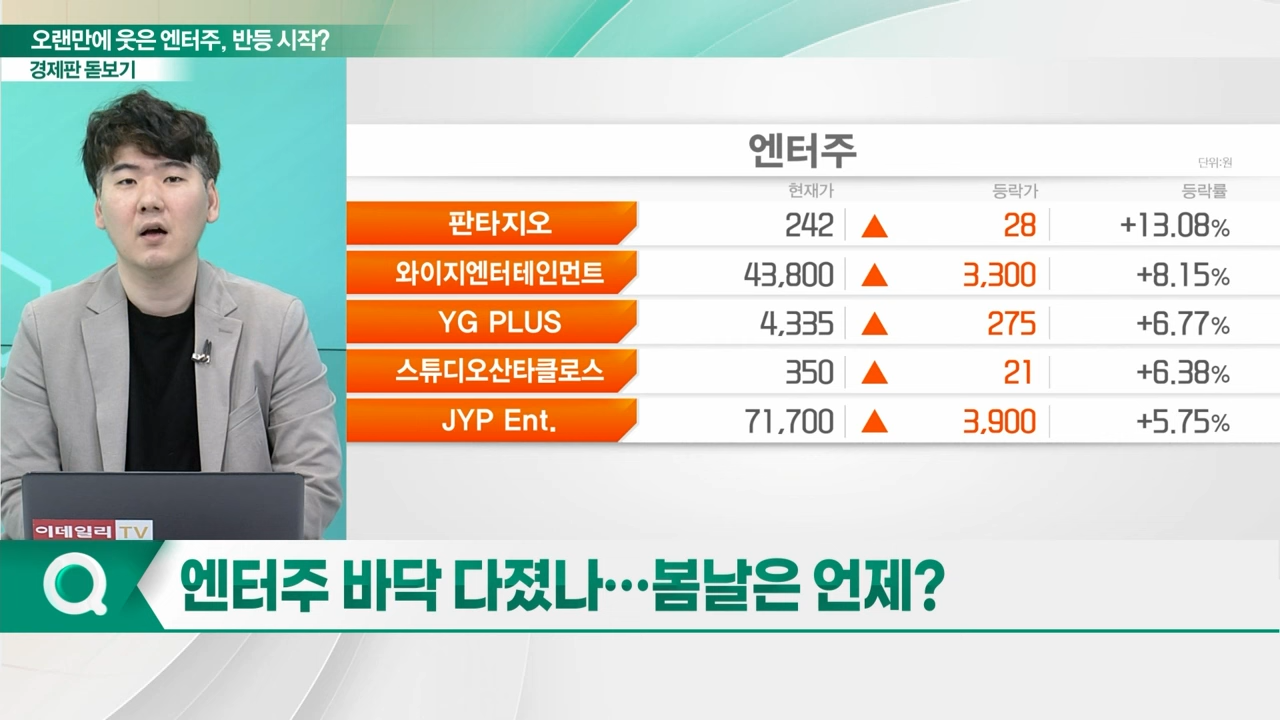 오랜만에 웃은 엔터주, 반등 시작?
경제판 돋보기
엔터주
단위:원
현재가 등락가 등락률
판타지오 242 ▲ 28 +13.08%
와이지엔터테인먼트 43,800 ▲ 3,300 +8.15%
YG PLUS 4,335 ▲ 275 +6.77%
스튜디오산타클로스 350 ▲ 21 +6.38%
JYP Ent. 71,700 ▲ 3,900 +5.75%
이데일리 TV
엔터주 바닥 다졌나…봄날은 언제?